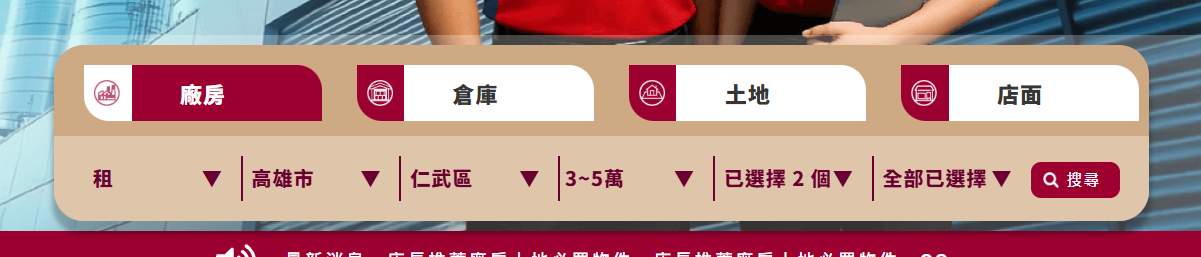 廠房 倉庫 土地 店面
租▼ 高雄市▼ 仁武區▼ 3~5萬▼ 已選擇 2 個▼ 全部已選擇▼ 搜尋